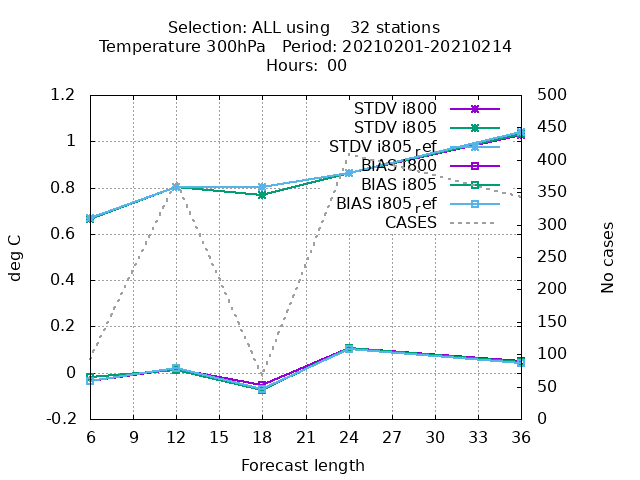 Selection: ALL using    32 stations
Temperature 300hPa   Period: 20210201-20210214
Hours: 00
STDV i800
STDV i805
STDV i805ref
BIAS i800
BIAS i805
BIAS i805ref
CASES
deg C
1.2
1
0.8
0.6
0.4
0.2
0
-0.2
No cases
500
450
400
350
300
250
200
150
100
50
0
6 9 12 15 18 21 24 27 30 33 36
Forecast length